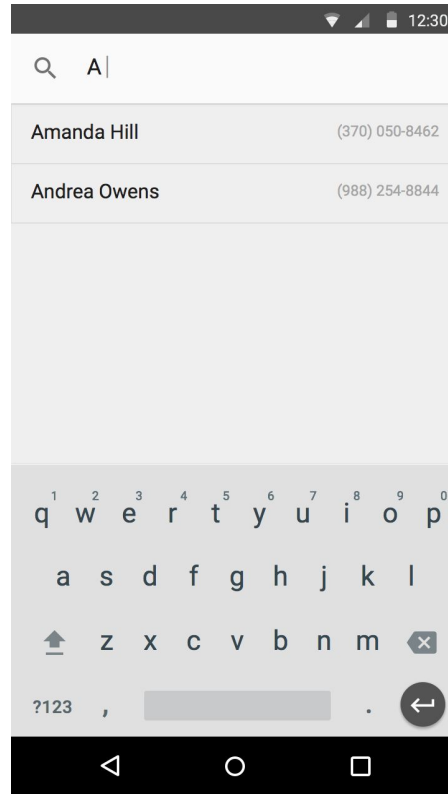 12:30
A
Amanda Hill (370) 050-8462
Andrea Owens (988) 254-8844
1 2 3 4 5 6 7 8 9 0
q w e r t y u i o p
a s d f g h j k l
z x c v b n m
?123 , .